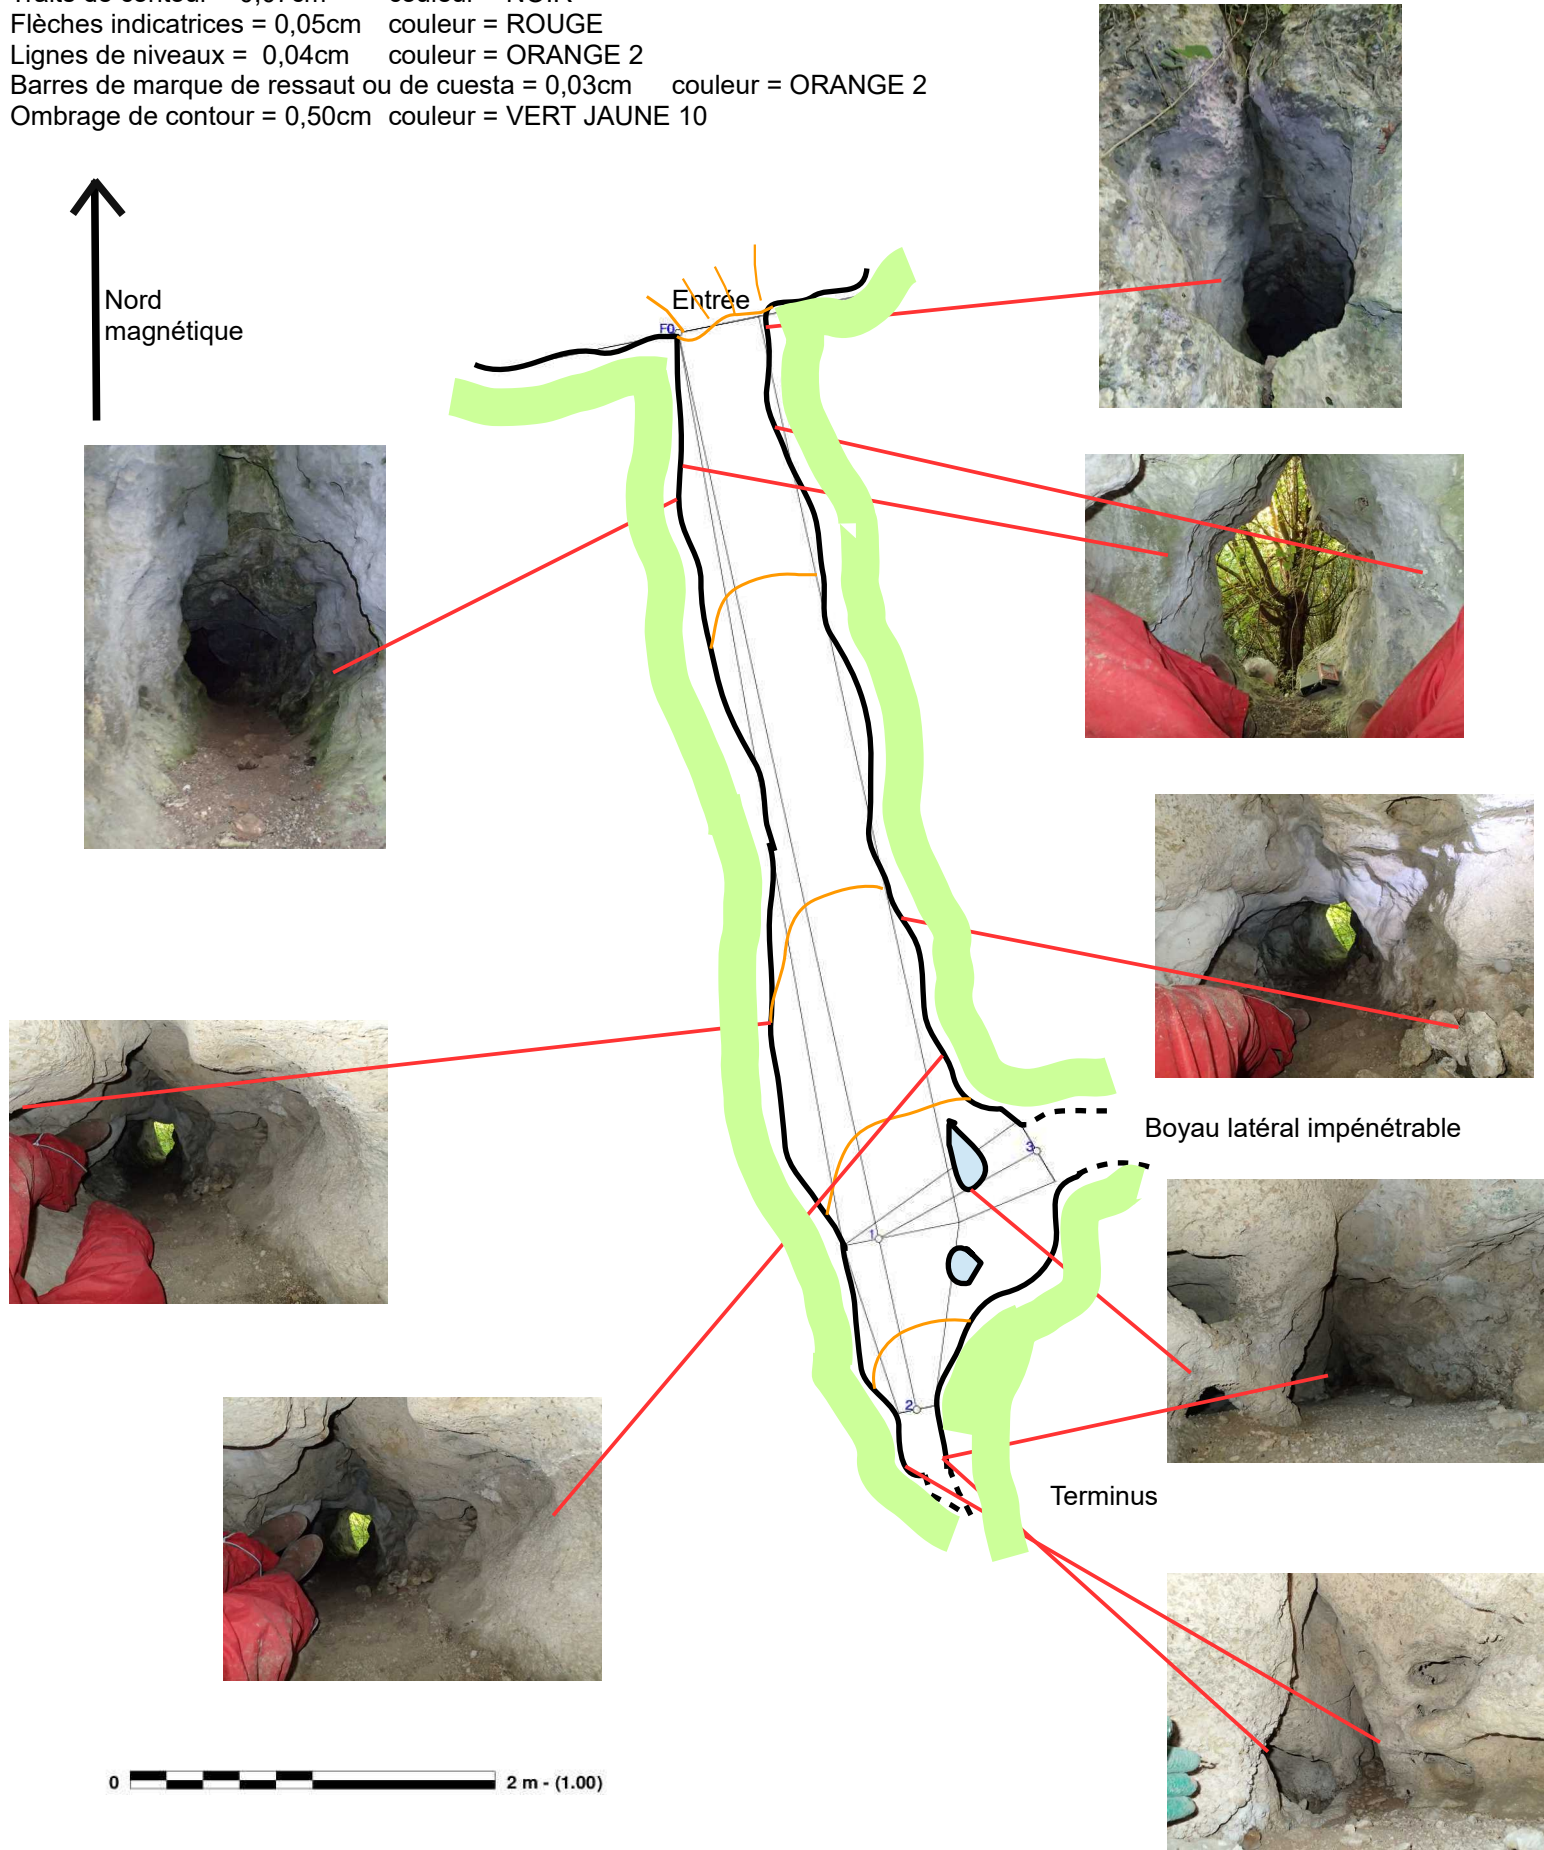 Flèches indicatrices = 0,05cm couleur = ROUGE
Lignes de niveaux = 0,04cm couleur = ORANGE 2
Barres de marque de ressaut ou de cuesta = 0,03cm couleur = ORANGE 2
Ombrage de contour = 0,50cm couleur = VERT JAUNE 10
Nord
magnétique
Entrée
F0
Boyau latéral impénétrable
3
1
2
Terminus
0 2 m - (1.00)